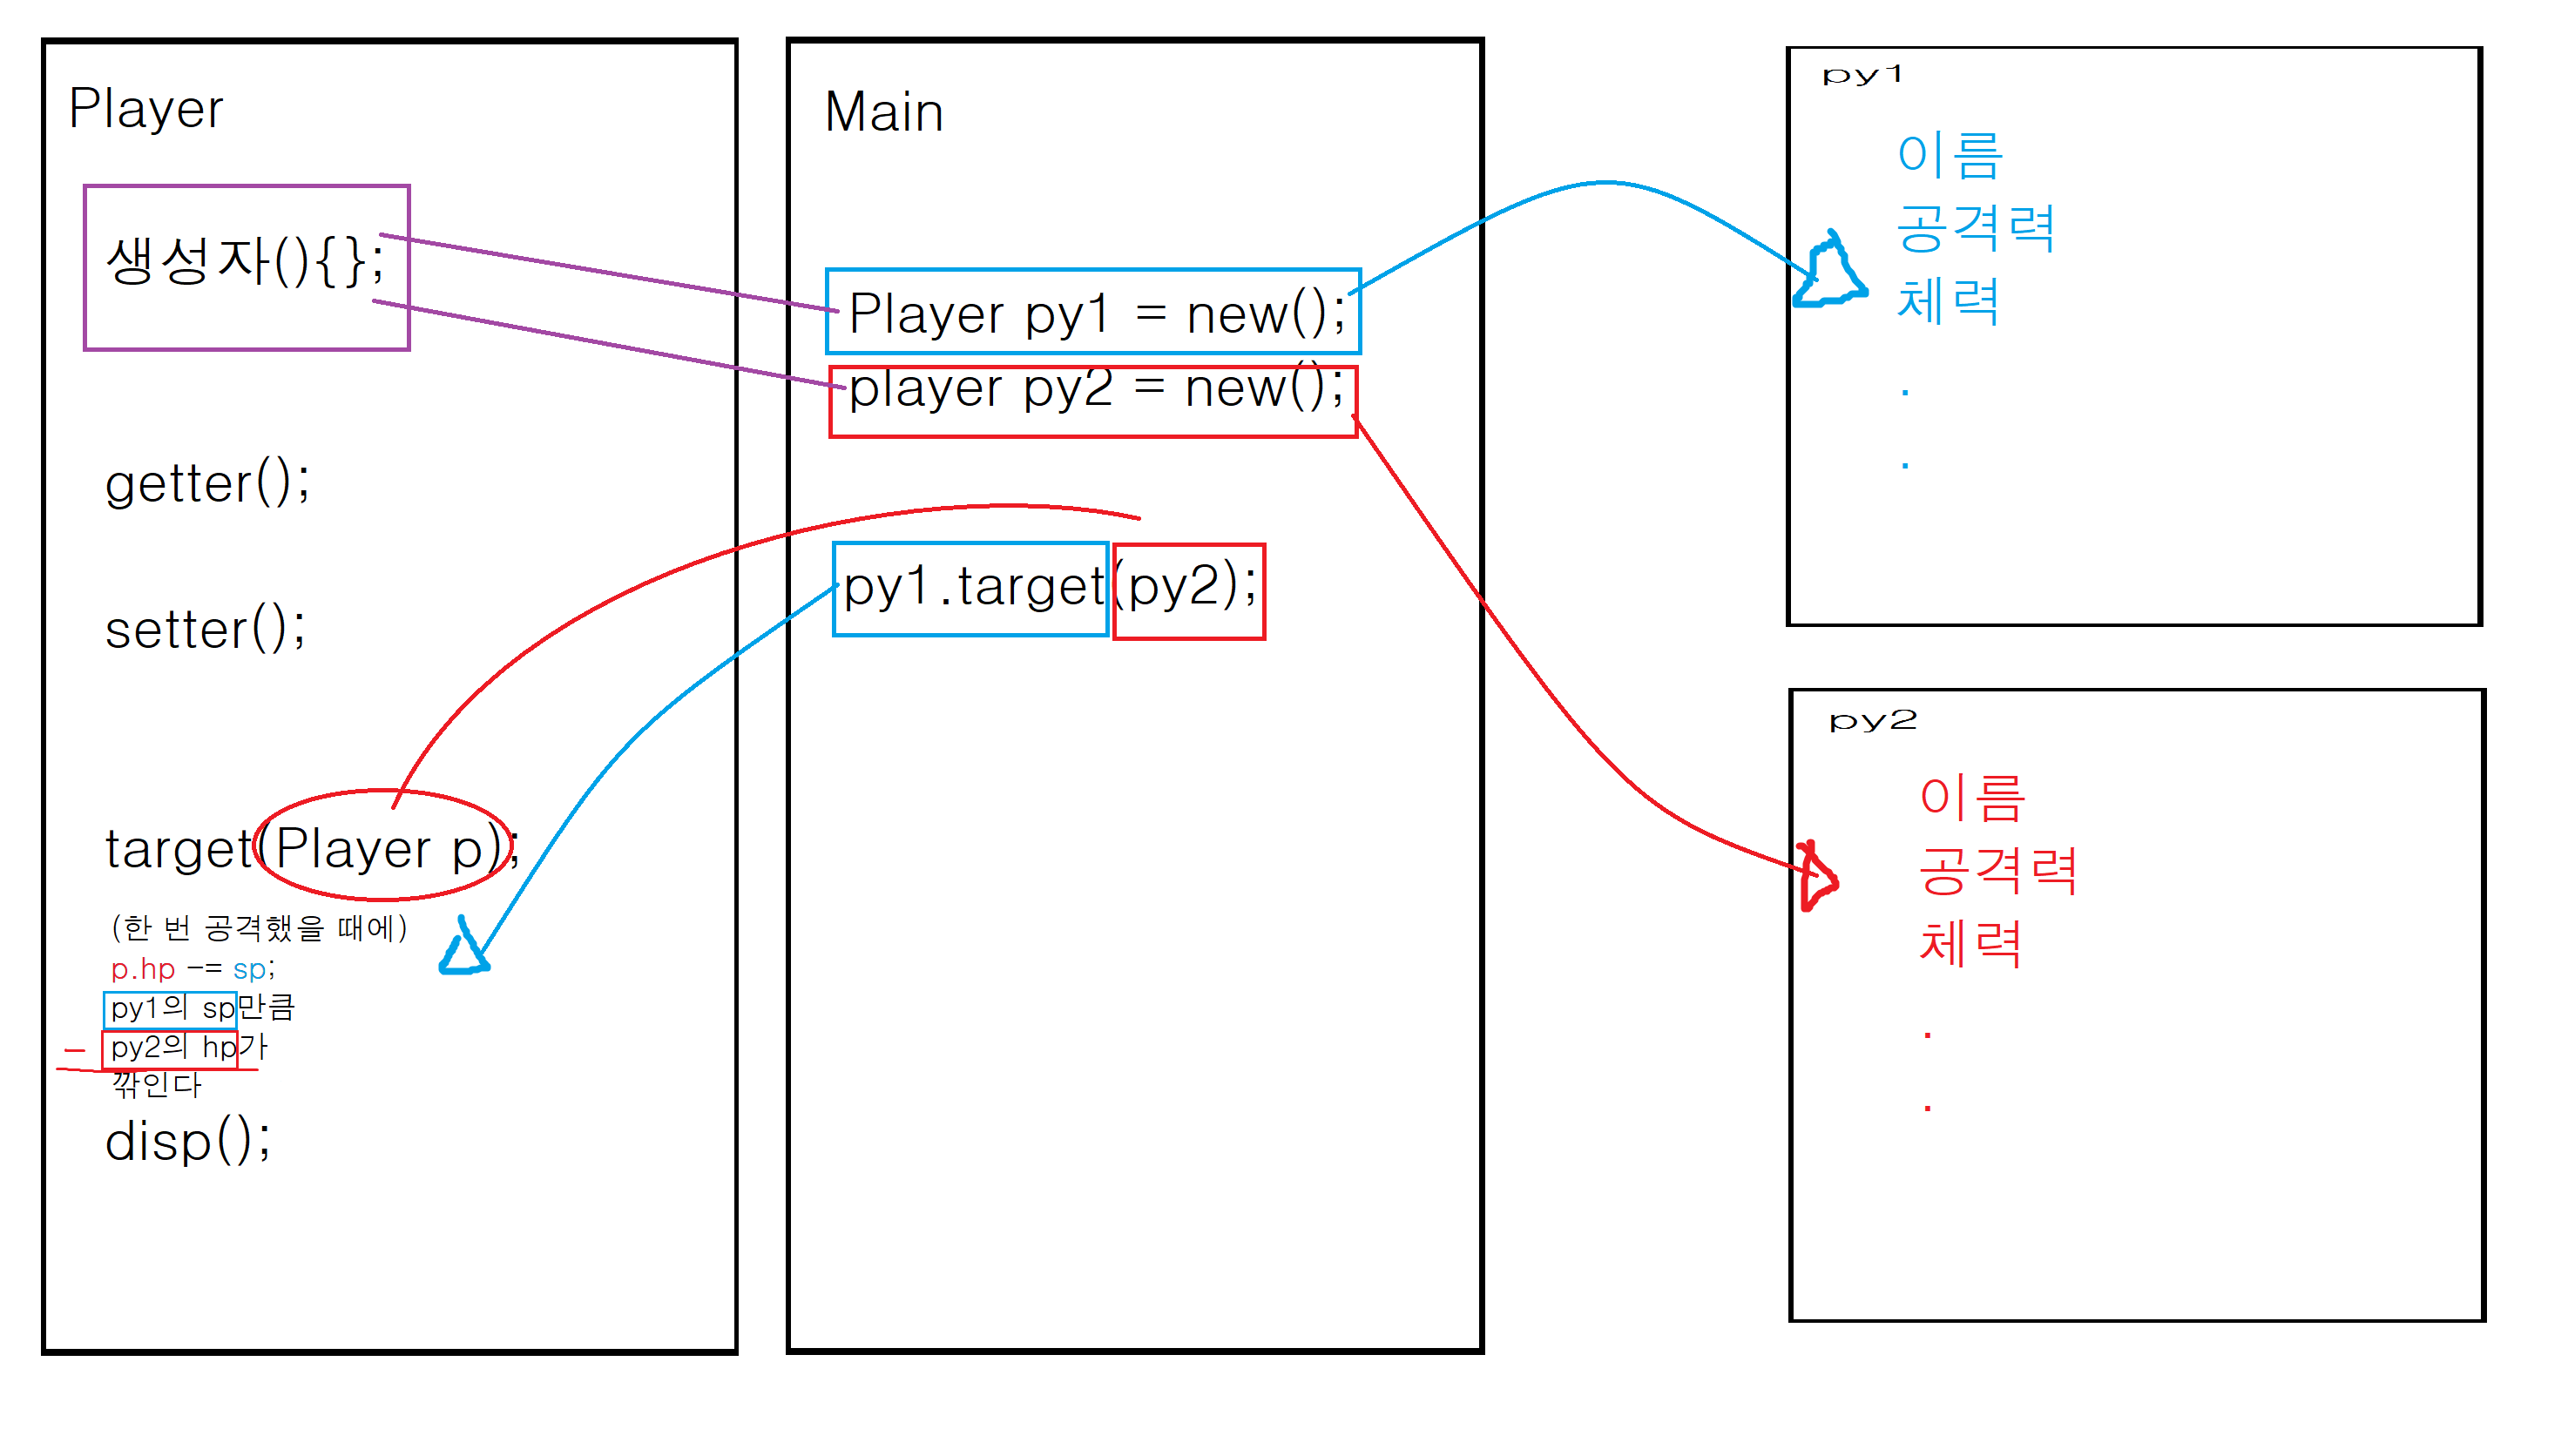 Player
생성자(){};
getter();
setter();
target(Player p);
(한 번 공격했을 때에)
p.hp -= sp;
py1의 sp만큼
- py2의 hp가
깎인다
disp();
Main
Player py1 = new();
player py2 = new();
py1.target(py2);
py1
이름
공격력
체력
.
.
py2
이름
공격력
체력
.
.